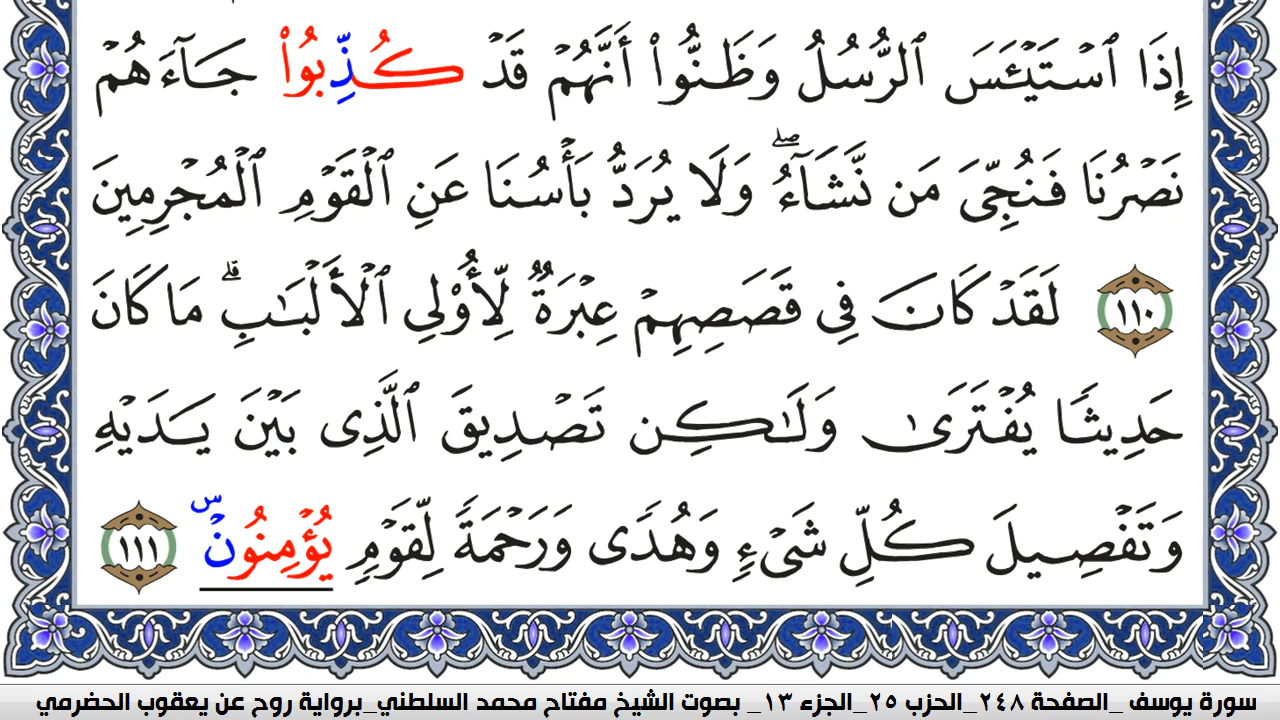 إِذَا ٱسۡتَيۡـَٔسَ ٱلرُّسُلُ وَظَنُّوا۟ أَنَّهُمۡ قَدۡ كُذِّبُوا۟ جَآءَهُم
نَصۡرُنَا فَنُجِّىَ مَن نَّشَآءُۖ وَلَا يُرَدُّ بَأۡسُنَا عَنِ ٱلۡقَوۡمِ ٱلۡمُجۡرِمِينَ
١١٠ لَقَدۡ كَانَ فِى قَصَصِهِمۡ عِبۡرَةٌ لِّأُو۟لِي ٱلۡأَلۡبَـٰبِۗ مَا كَانَ
حَدِيثًا يُفۡتَرَىٰ وَلَـٰكِن تَصۡدِيقَ ٱلَّذِى بَيۡنَ يَدَيۡهِ
وَتَفۡصِيلَ كُلِّ شَىۡءٍ وَهُدًى وَرَحۡمَةً لِّقَوۡمٍ يُؤۡمِنُونۡۜ ١١١
سورة يوسف _الصفحة ٢٤٨_الحزب ٢٥_الجزء ١٣_ بصوت الشيخ مفتاح محمد السلطني_برواية روح عن يعقوب الحضرمي